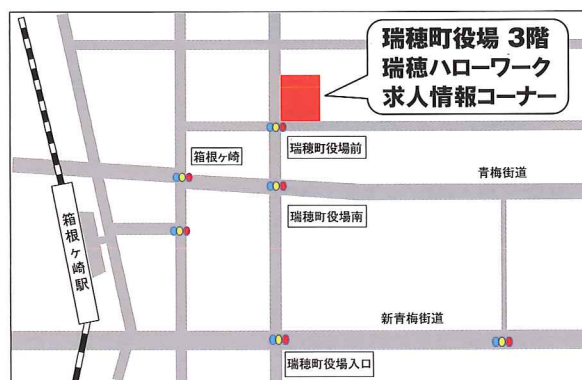 瑞穂町役場 3階
瑞穂ハローワーク
求人情報コーナー
瑞穂町役場前
箱根ヶ崎
青梅街道
瑞穂町役場南
箱根ヶ崎駅
新青梅街道
瑞穂町役場入口